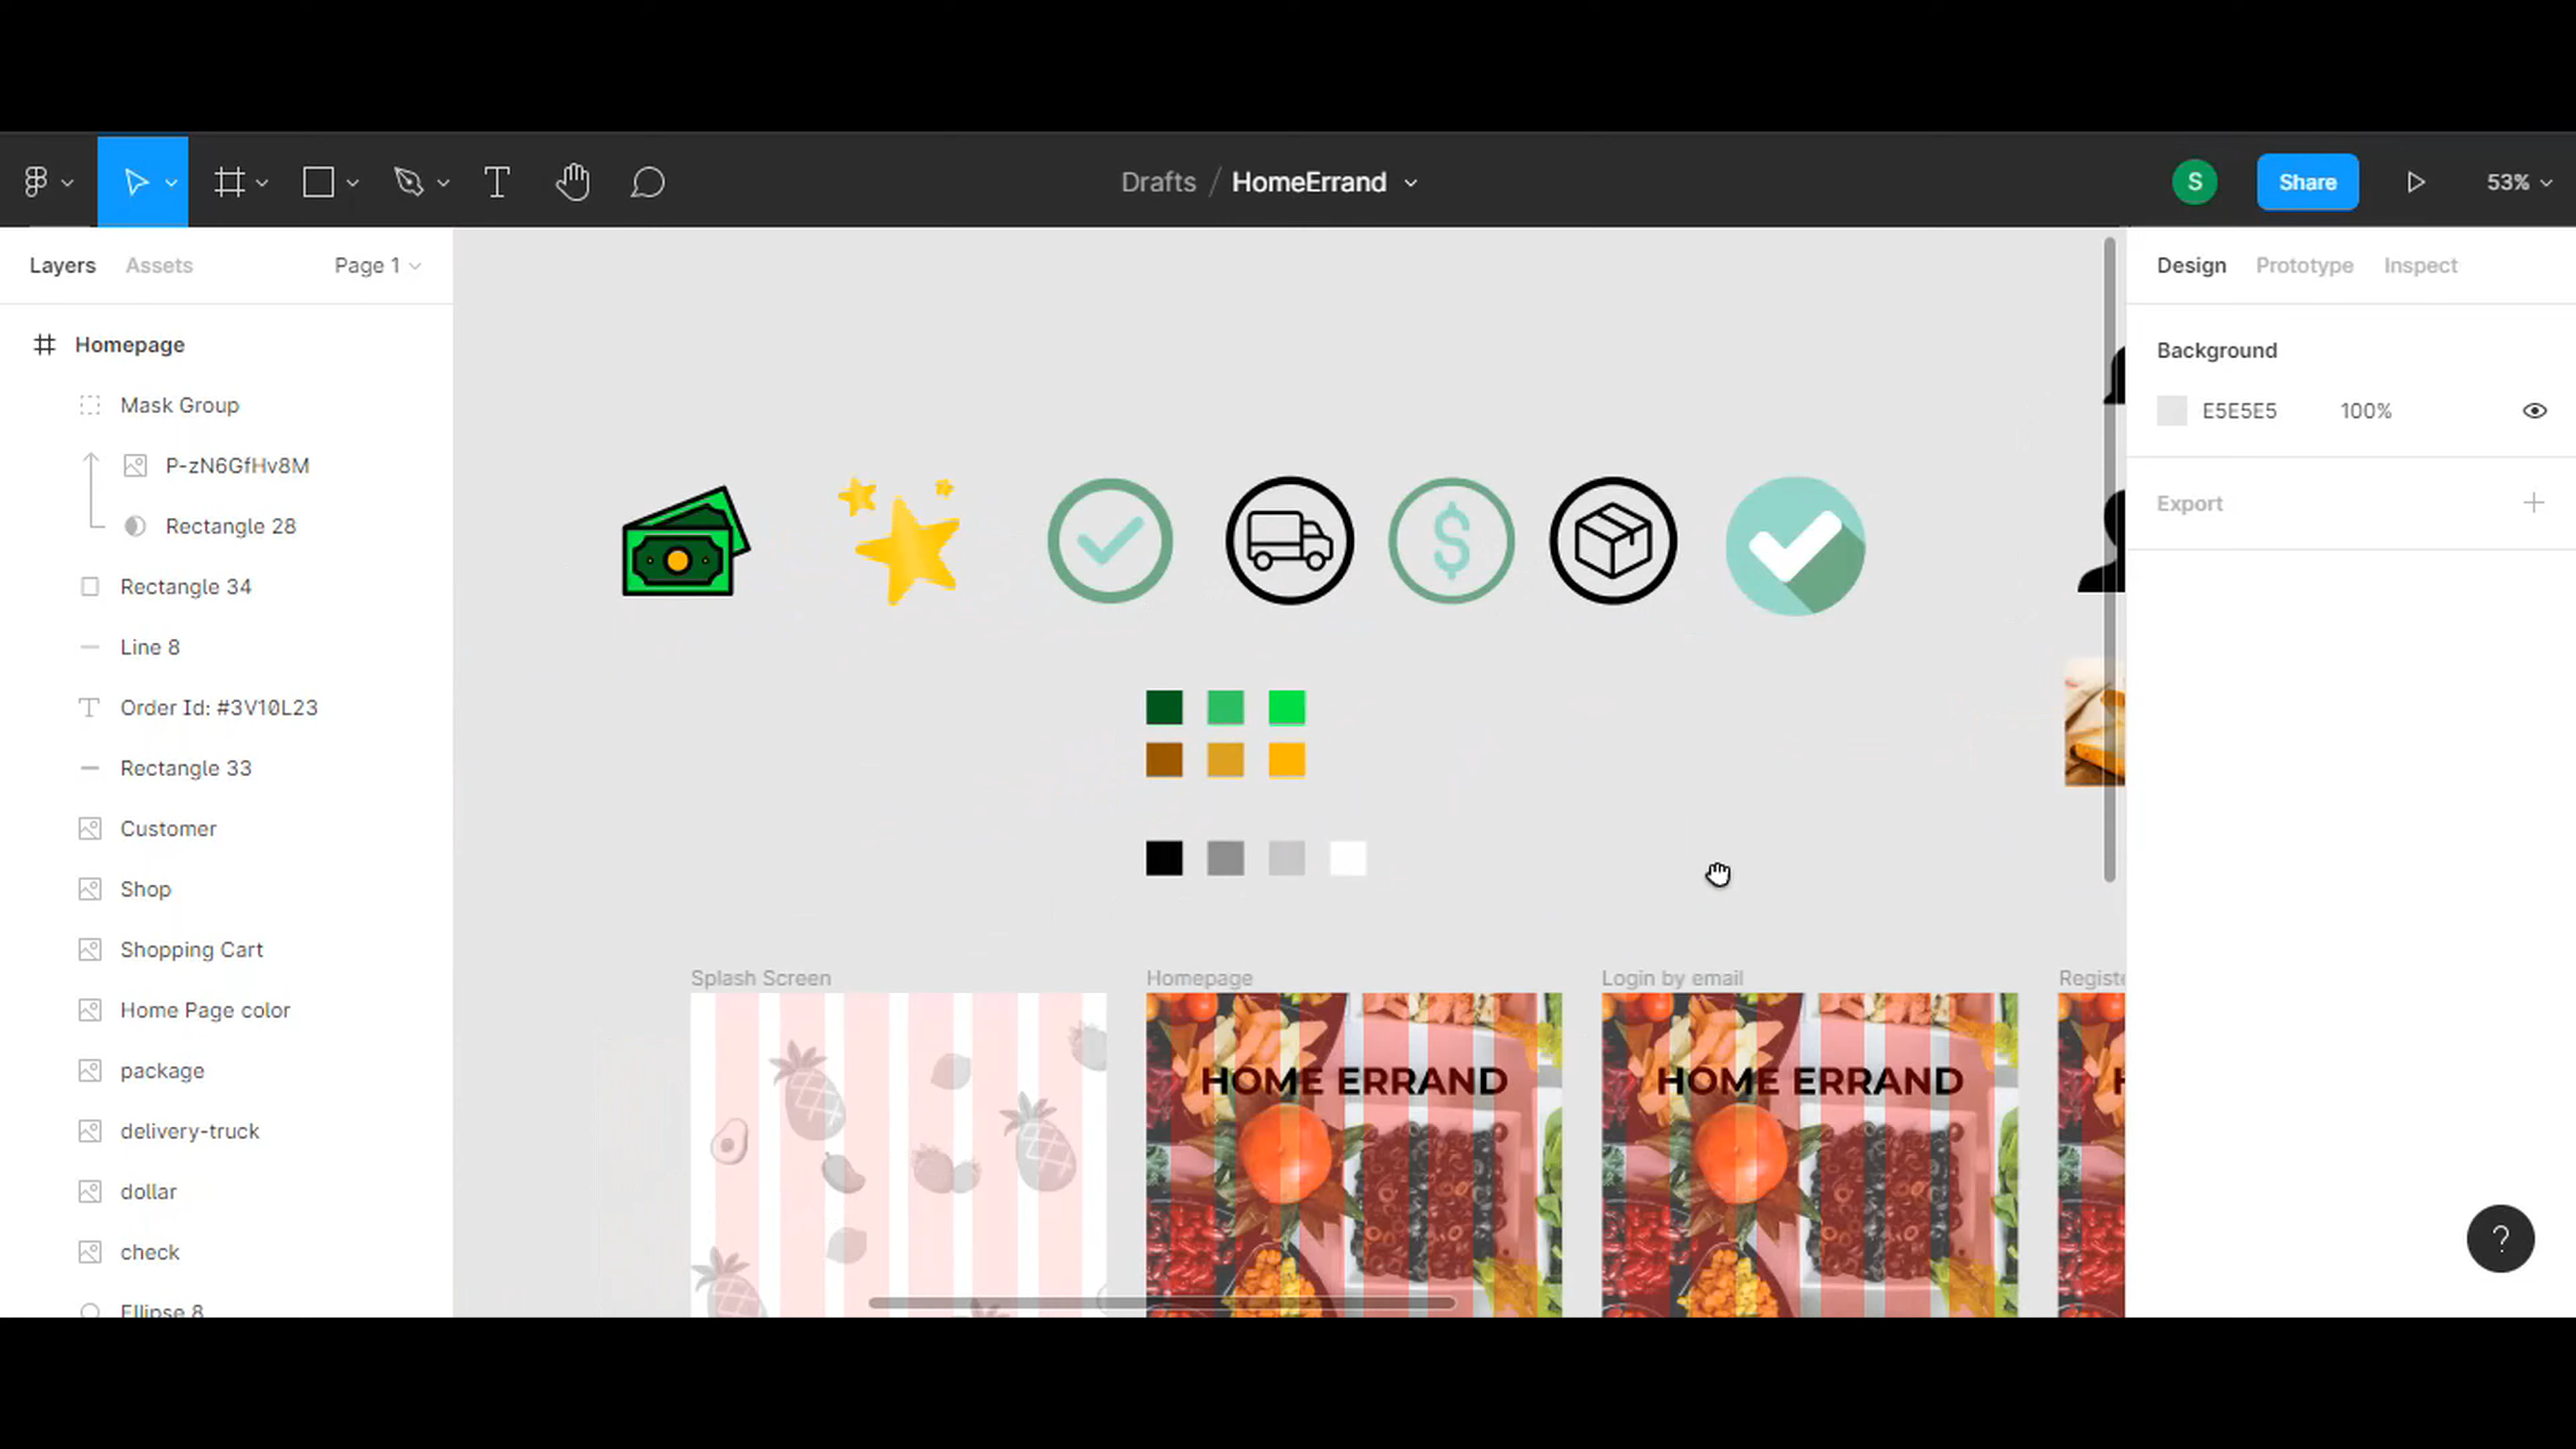 Drafts / HomeErrand
S
Share
53%
Layers
Assets
Page 1
Design
Prototype
Inspect
Homepage
Mask Group
P-zN6GfHv8M
Rectangle 28
Rectangle 34
Line 8
Order Id: #3V10L23
Rectangle 33
Customer
Shop
Shopping Cart
Home Page color
package
delivery-truck
dollar
check
Ellipse 8
Background
E5E5E5
100%
Export
$
Splash Screen
Homepage
Login by email
HOME ERRAND
HOME ERRAND
?